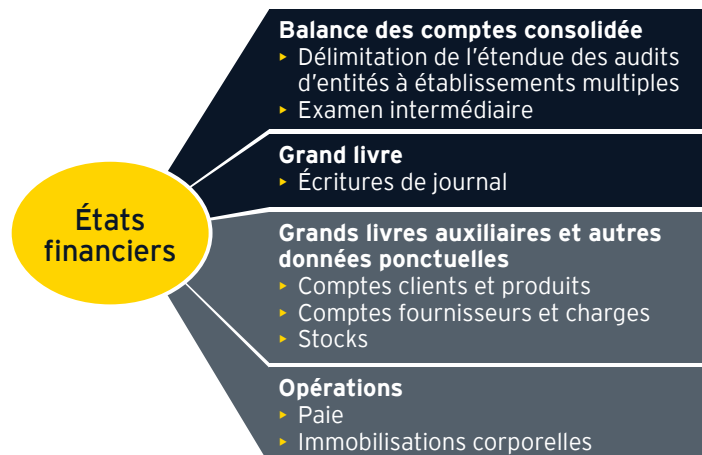 États
financiers
Balance des comptes consolidée
▸ Délimitation de l'étendue des audits
d'entités à établissements multiples
▸ Examen intermédiaire
Grand livre
▸ Écritures de journal
Grands livres auxiliaires et autres
données ponctuelles
▸ Comptes clients et produits
▸ Comptes fournisseurs et charges
▸ Stocks
Opérations
▸ Paie
▸ Immobilisations corporelles